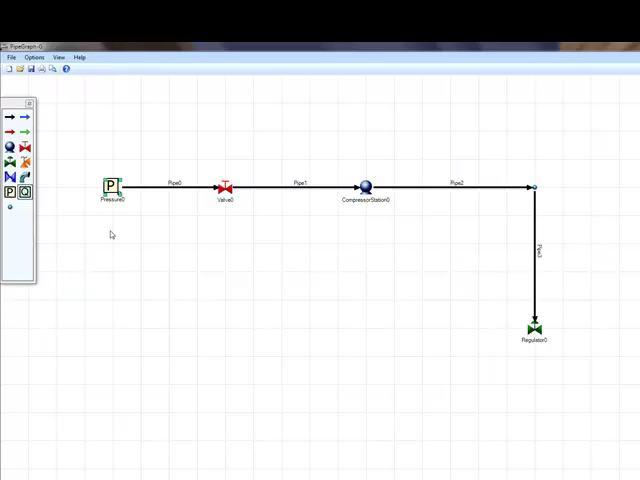 PipeGraph-G
File Options View Help
P Q
P
Pipe0
Pipe1
Pipe2
Pressure0
Valve0
CompressorStation0
Pipe3
Regulator0